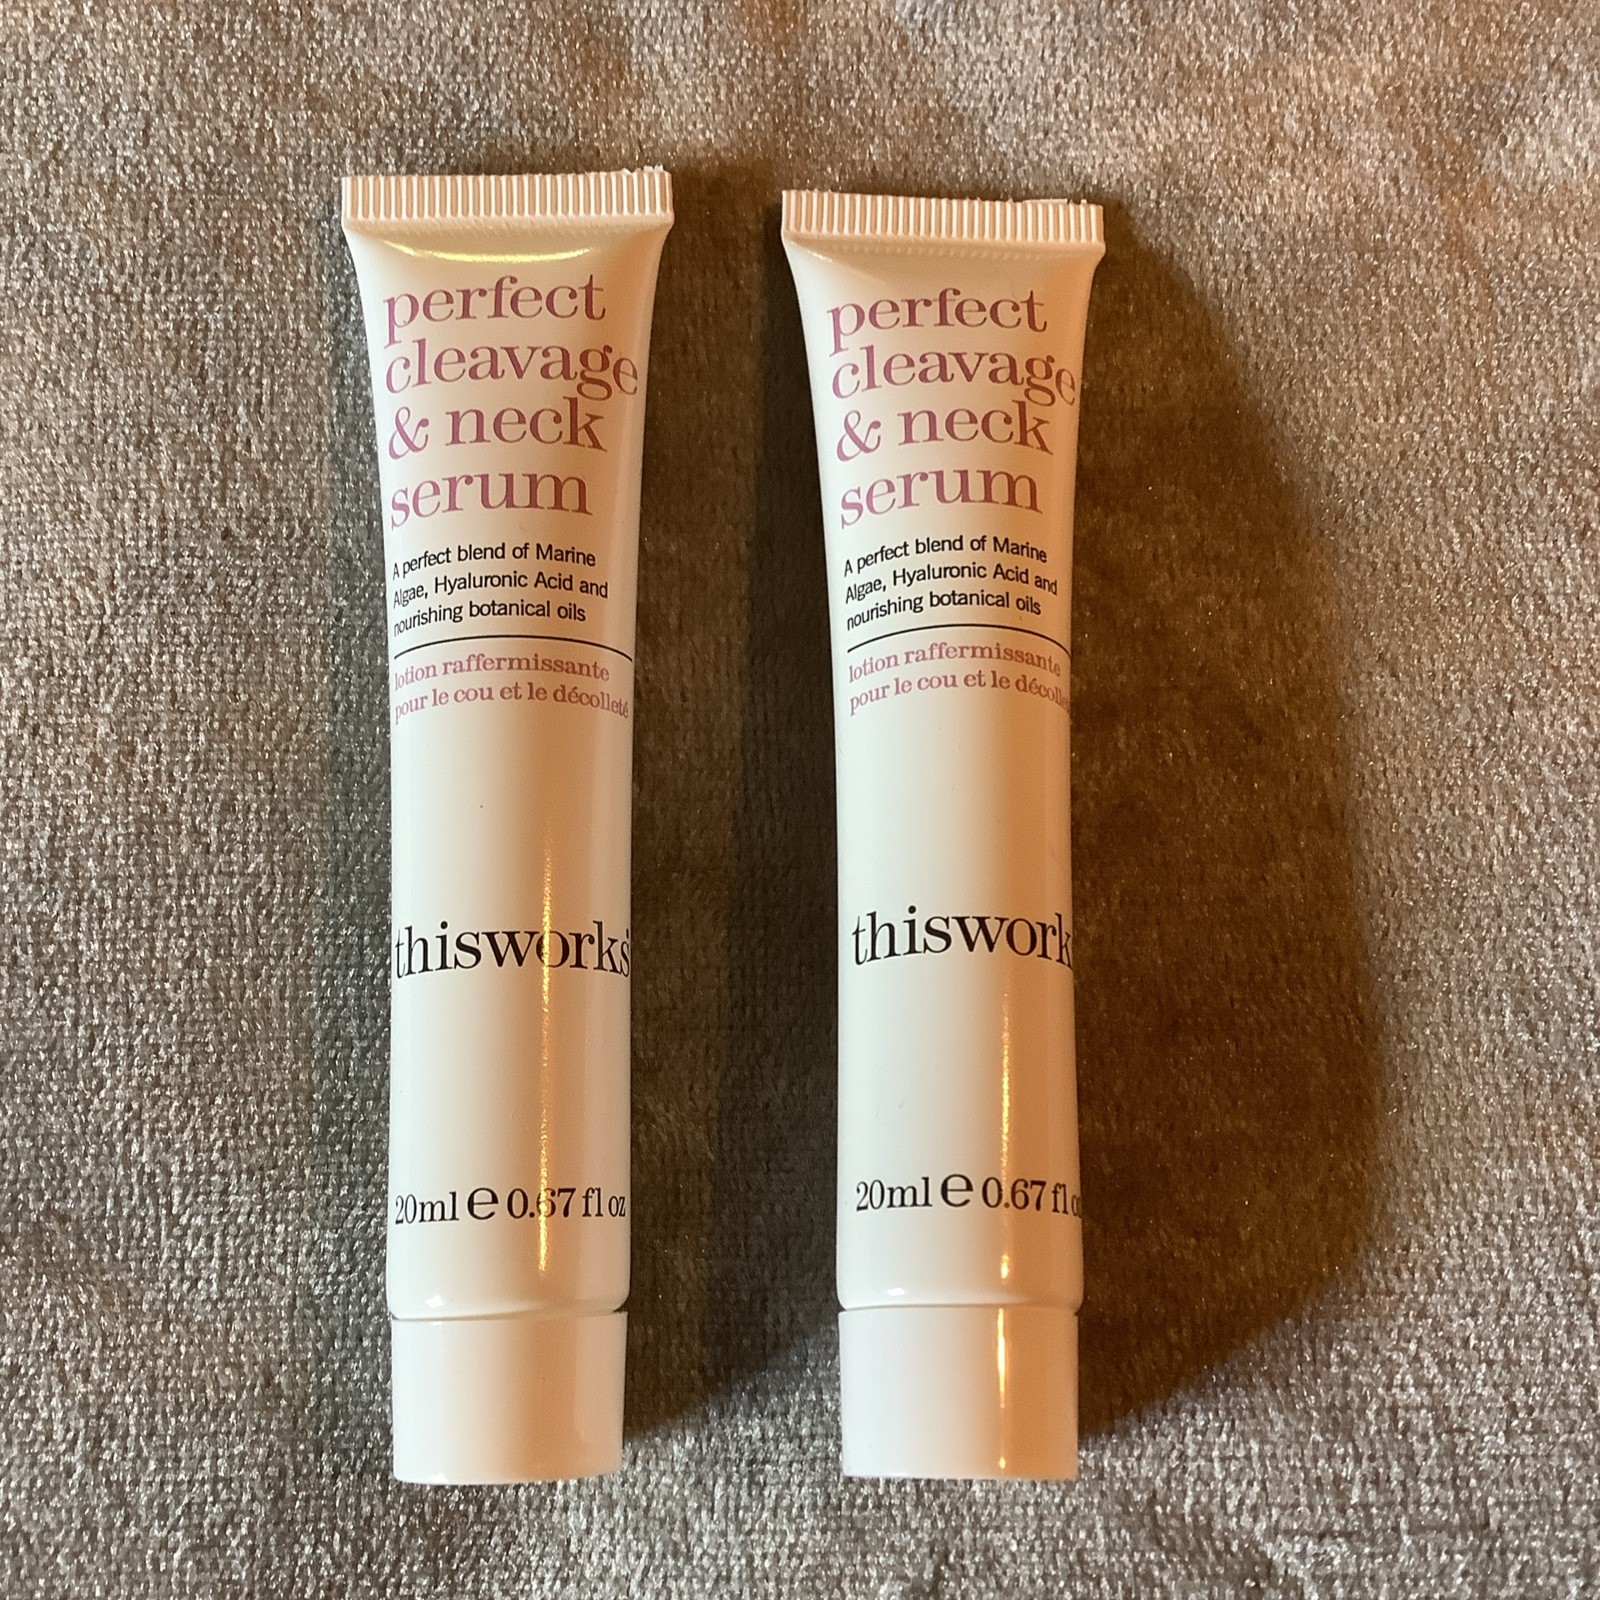 perfect
cleavage
& neck
serum
A perfect blend of Marine
Algae, Hyaluronic Acid and
nourishing botanical oils
lotion raffermissante
pour le cou et le décolleté
thisworks
20ml e 0.67 fl oz
perfect
cleavage
& neck
serum
A perfect blend of Marine
Algae, Hyaluronic Acid and
nourishing botanical oils
lotion raffermissante
pour le cou et le décolleté
thiswork
20ml e 0.67 fl oz